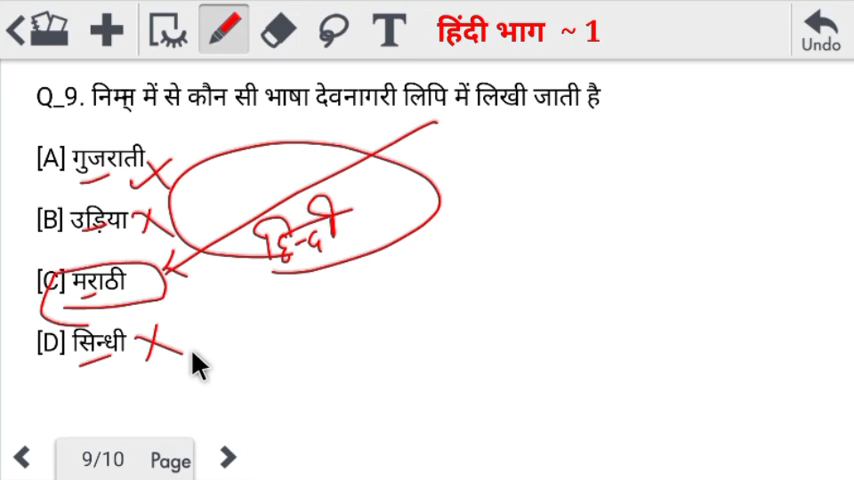 हिंदी भाग ~ 1
Undo
Q_9. निम्न में से कौन सी भाषा देवनागरी लिपि में लिखी जाती है
[A] गुजराती
[B] उड़िया
हिन्दी
[C] मराठी
[D] सिन्धी
9/10 Page